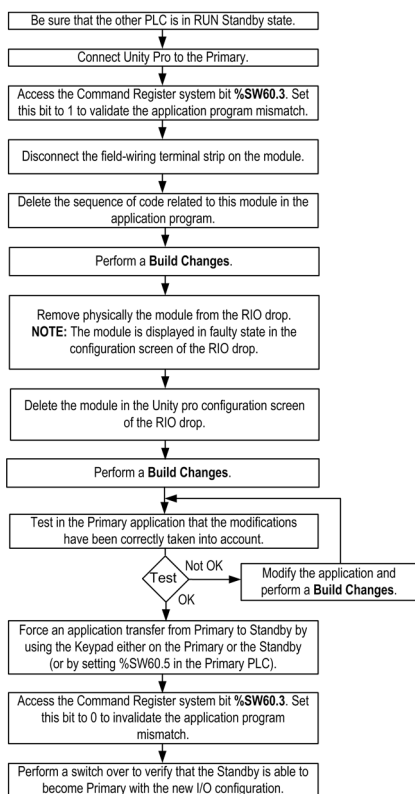 Be sure that the other PLC is in RUN Standby state.
Connect Unity Pro to the Primary.
Access the Command Register system bit %SW60.3. Set
this bit to 1 to validate the application program mismatch.
Disconnect the field-wiring terminal strip on the module.
Delete the sequence of code related to this module in the
application program.
Perform a Build Changes.
Remove physically the module from the RIO drop.
NOTE: The module is displayed in faulty state in the
configuration screen of the RIO drop.
Delete the module in the Unity pro configuration screen
of the RIO drop.
Perform a Build Changes.
Test in the Primary application that the modifications
have been correctly taken into account.
Test
Not OK
Modify the application and
perform a Build Changes.
OK
Force an application transfer from Primary to Standby by
using the Keypad either on the Primary or the Standby
(or by setting %SW60.5 in the Primary PLC).
Access the Command Register system bit %SW60.3. Set
this bit to 0 to invalidate the application program
mismatch.
Perform a switch over to verify that the Standby is able to
become Primary with the new I/O configuration.